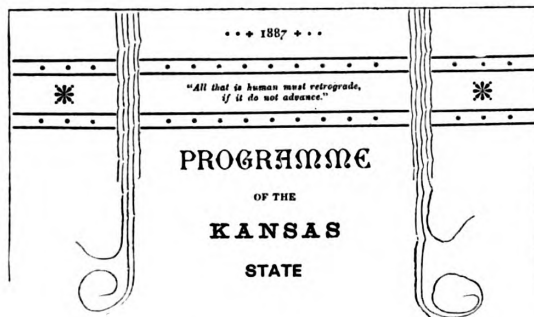 1887
"All that is human must retrograde,
if it do not advance."
PROGRAMME
OF THE
KANSAS
STATE